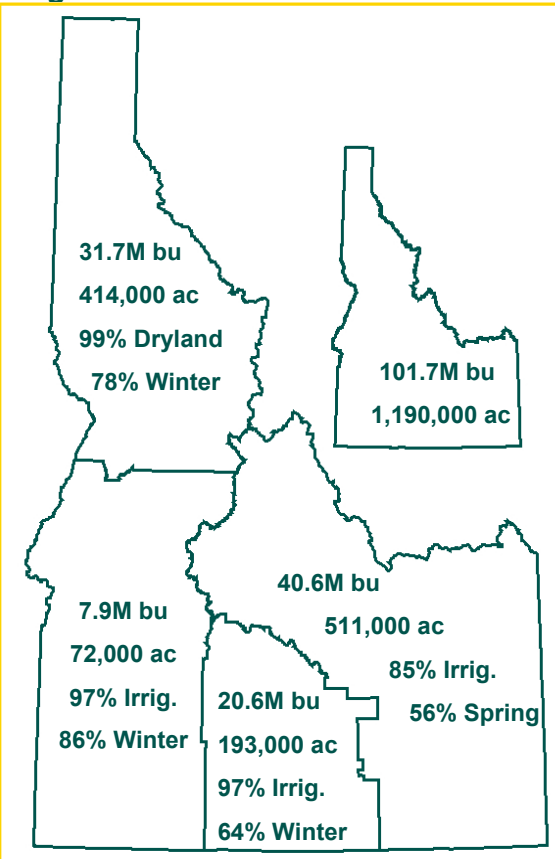 31.7M bu
414,000 ac
99% Dryland
78% Winter
101.7M bu
1,190,000 ac
7.9M bu
72,000 ac
97% Irrig.
86% Winter
40.6M bu
511,000 ac
85% Irrig.
56% Spring
20.6M bu
193,000 ac
97% Irrig.
64% Winter